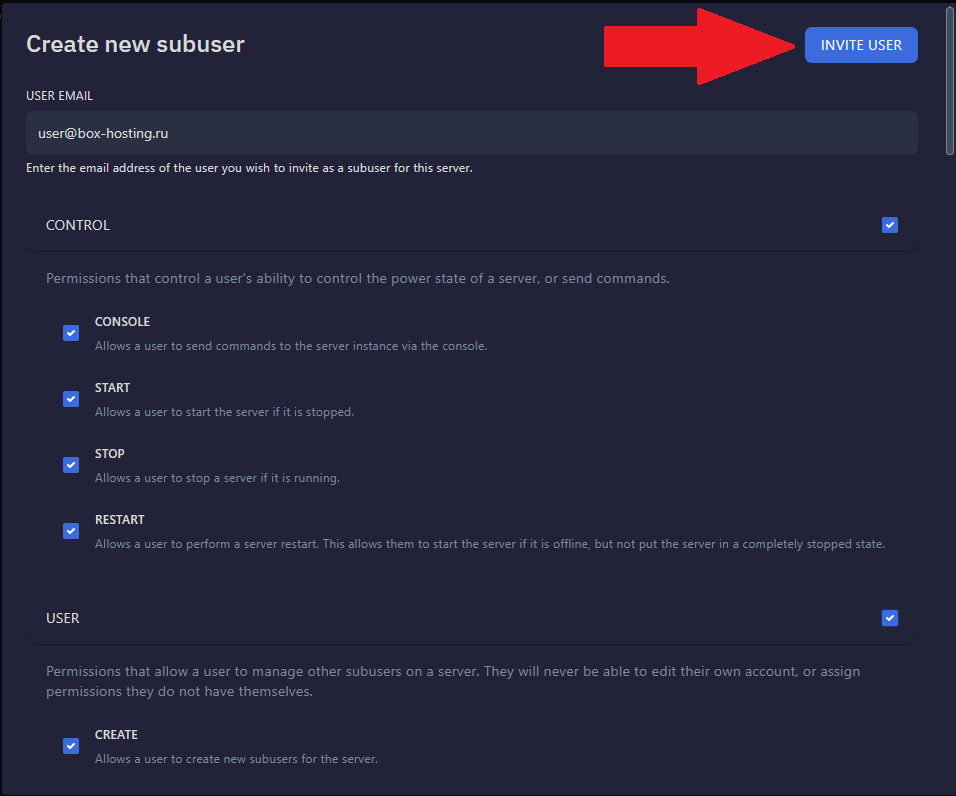 Create new subuser
INVITE USER
USER EMAIL
user@box-hosting.ru
Enter the email address of the user you wish to invite as a subuser for this server.
CONTROL
Permissions that control a user's ability to control the power state of a server, or send commands.
CONSOLE
Allows a user to send commands to the server instance via the console.
START
Allows a user to start the server if it is stopped.
STOP
Allows a user to stop a server if it is running.
RESTART
Allows a user to perform a server restart. This allows them to start the server if it is offline, but not put the server in a completely stopped state.
USER
Permissions that allow a user to manage other subusers on a server. They will never be able to edit their own account, or assign
permissions they do not have themselves.
CREATE
Allows a user to create new subusers for the server.